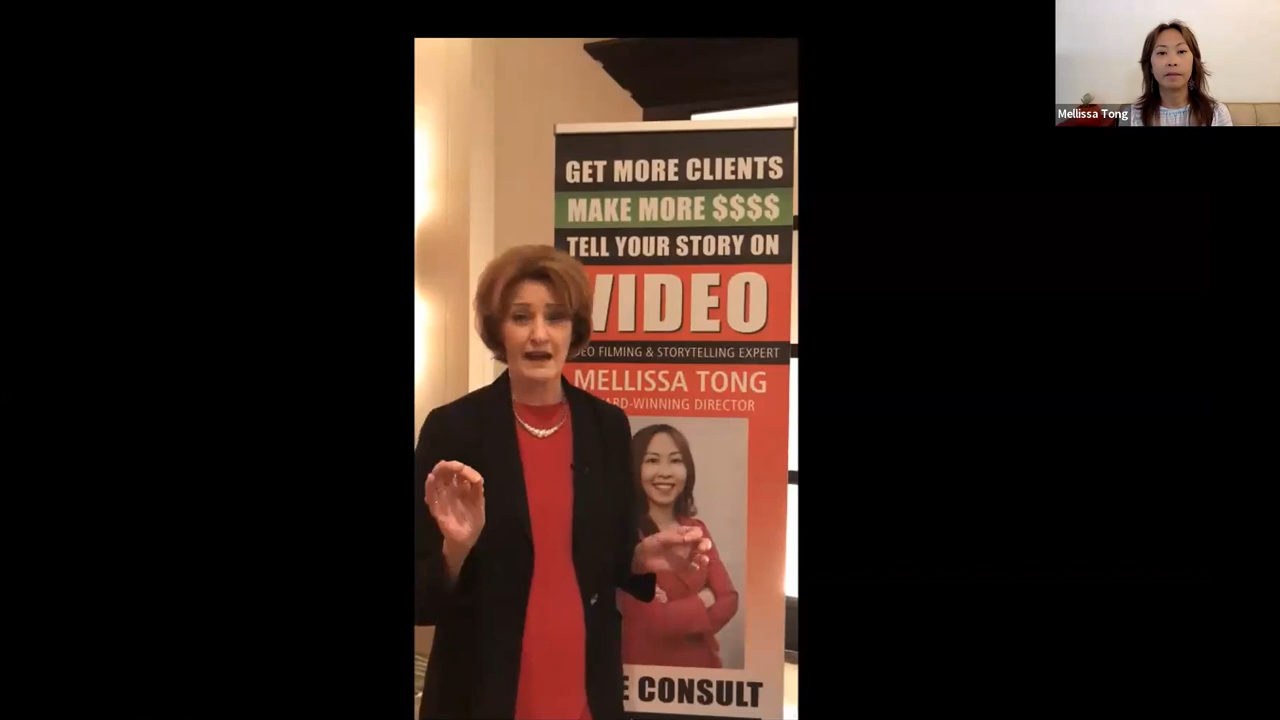 Mellissa Tong
GET MORE CLIENTS
MAKE MORE $$$$
TELL YOUR STORY ON
VIDEO
EO FILMING & STORYTELLING EXPERT
MELLISSA TONG
ARD-WINNING DIRECTOR
E CONSULT